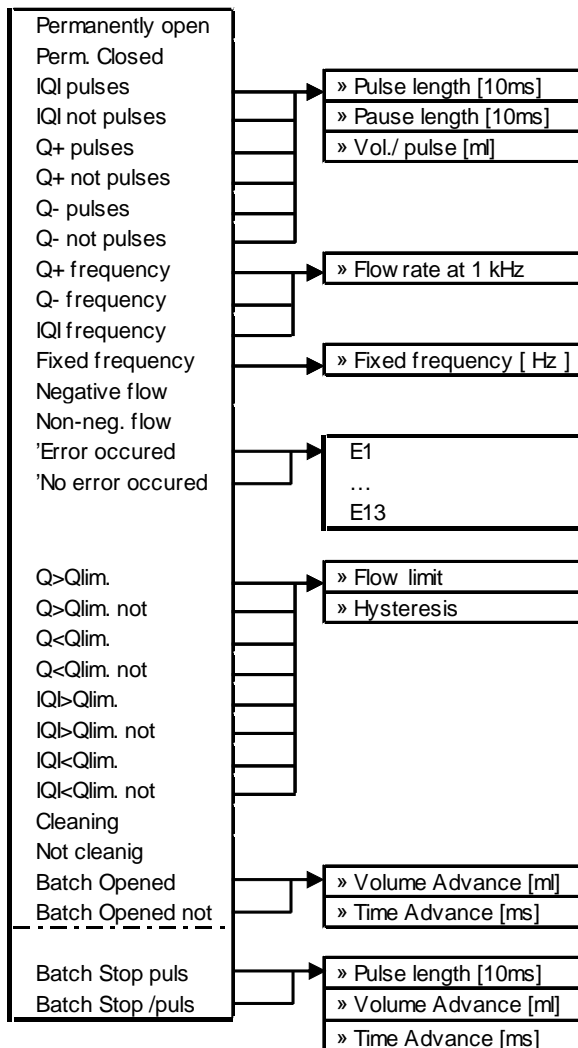 Permanently open
Perm. Closed
IQI pulses
IQI not pulses
Q+ pulses
Q+ not pulses
Q- pulses
Q- not pulses
Q+ frequency
Q- frequency
IQI frequency
Fixed frequency
Negative flow
Non-neg. flow
'Error occured
'No error occured
Q>Qlim.
Q>Qlim. not
Q<Qlim.
Q<Qlim. not
IQI>Qlim.
IQI>Qlim. not
IQI<Qlim.
IQI<Qlim. not
Cleaning
Not cleanig
Batch Opened
Batch Opened not
Batch Stop puls
Batch Stop /puls
» Pulse length [10ms]
» Pause length [10ms]
» Vol./ pulse [ml]
» Flow rate at 1 kHz
» Fixed frequency [ Hz ]
E1
...
E13
» Flow limit
» Hysteresis
» Volume Advance [ml]
» Time Advance [ms]
» Pulse length [10ms]
» Volume Advance [ml]
» Time Advance [ms]